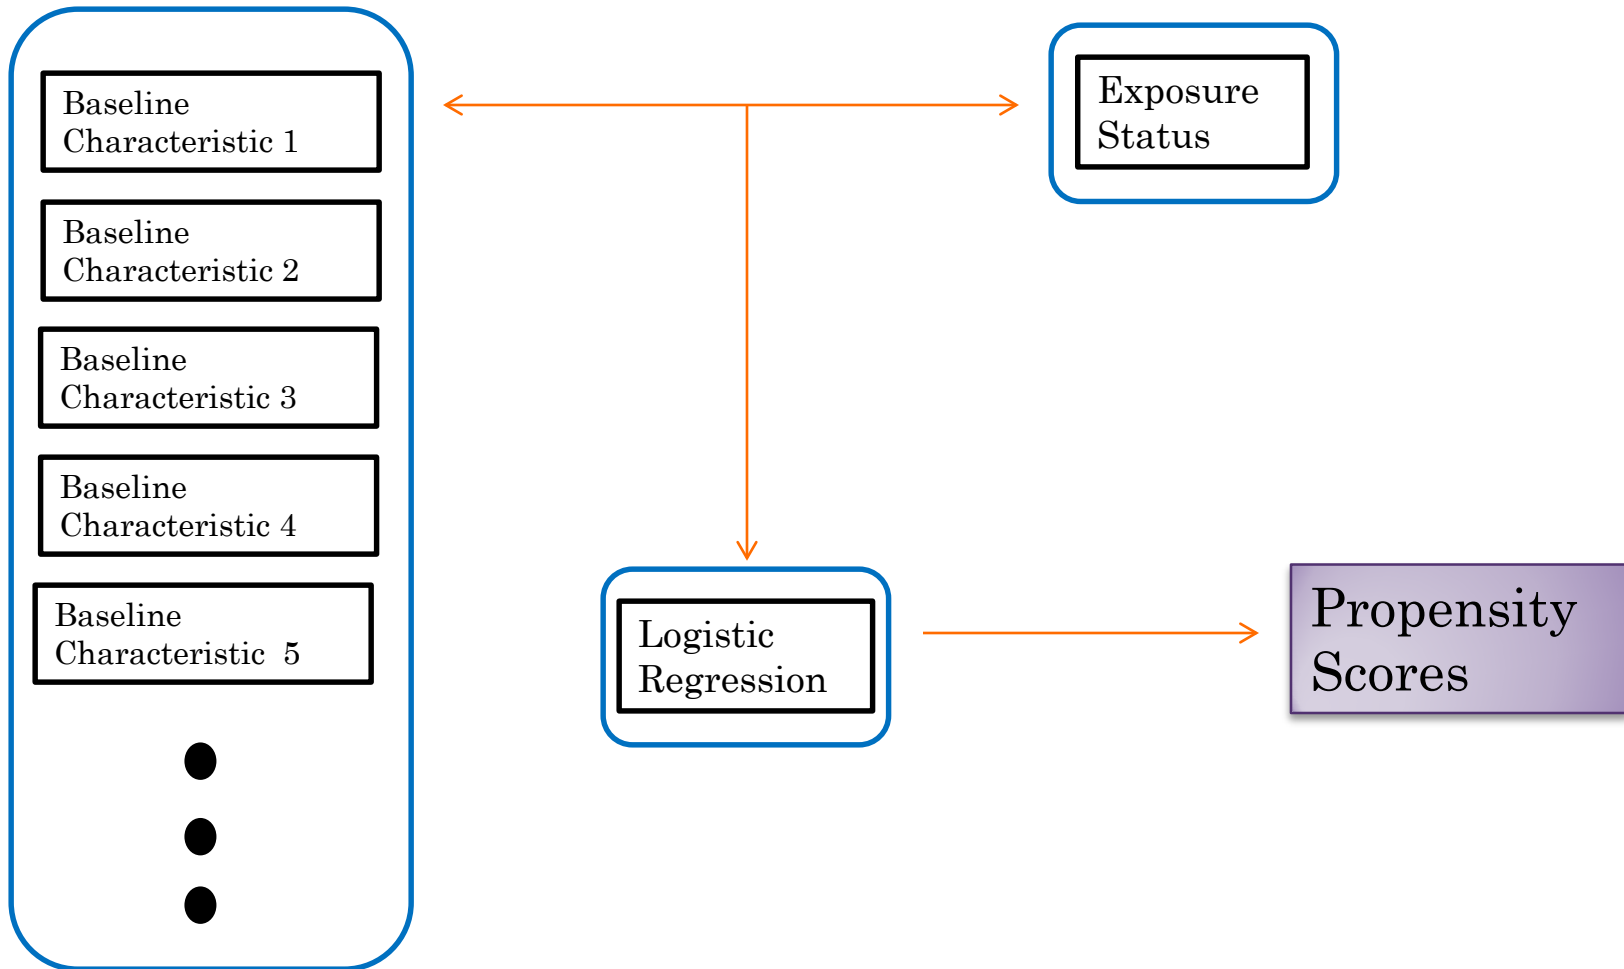 Baseline
Characteristic 1
Baseline
Characteristic 2
Baseline
Characteristic 3
Baseline
Characteristic 4
Baseline
Characteristic 5
Exposure
Status
Logistic
Regression
Propensity
Scores